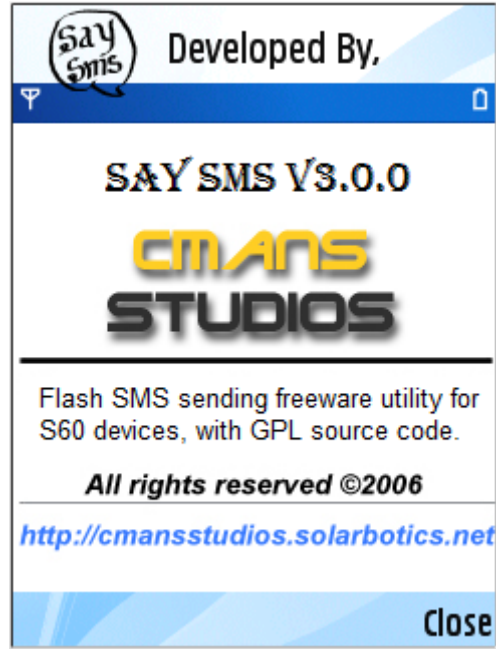 Say
Sms
Developed By,
SAY SMS V3.0.0
CMANS
STUDIOS
Flash SMS sending freeware utility for
S60 devices, with GPL source code.
All rights reserved ©2006
http://cmansstudios.solarbotics.net
Close